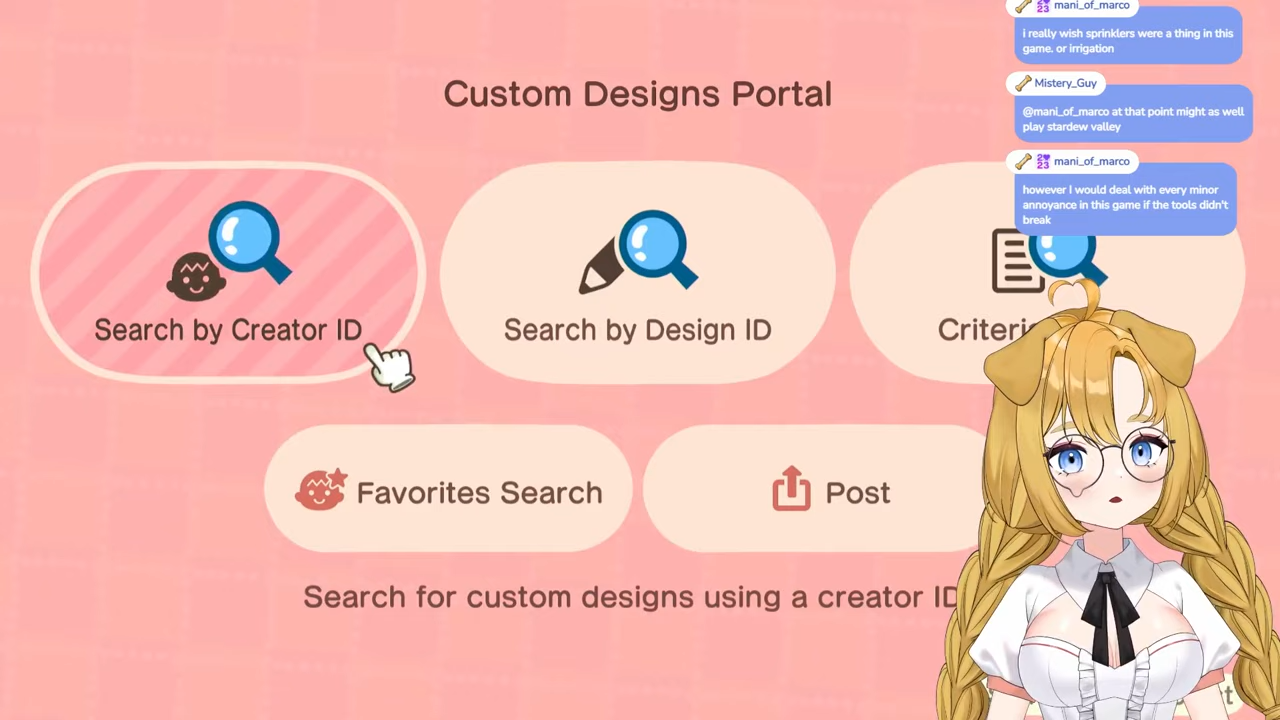 mani_of_marco
i really wish sprinklers were a thing in this
game. or irrigation
Mistery_Guy
@mani_of_marco at that point might as well
play stardew valley
mani_of_marco
however I would deal with every minor
annoyance in this game if the tools didn't
break
Custom Designs Portal
Search by Creator ID
Search by Design ID
Favorites Search
Post
Search for custom designs using a creator ID